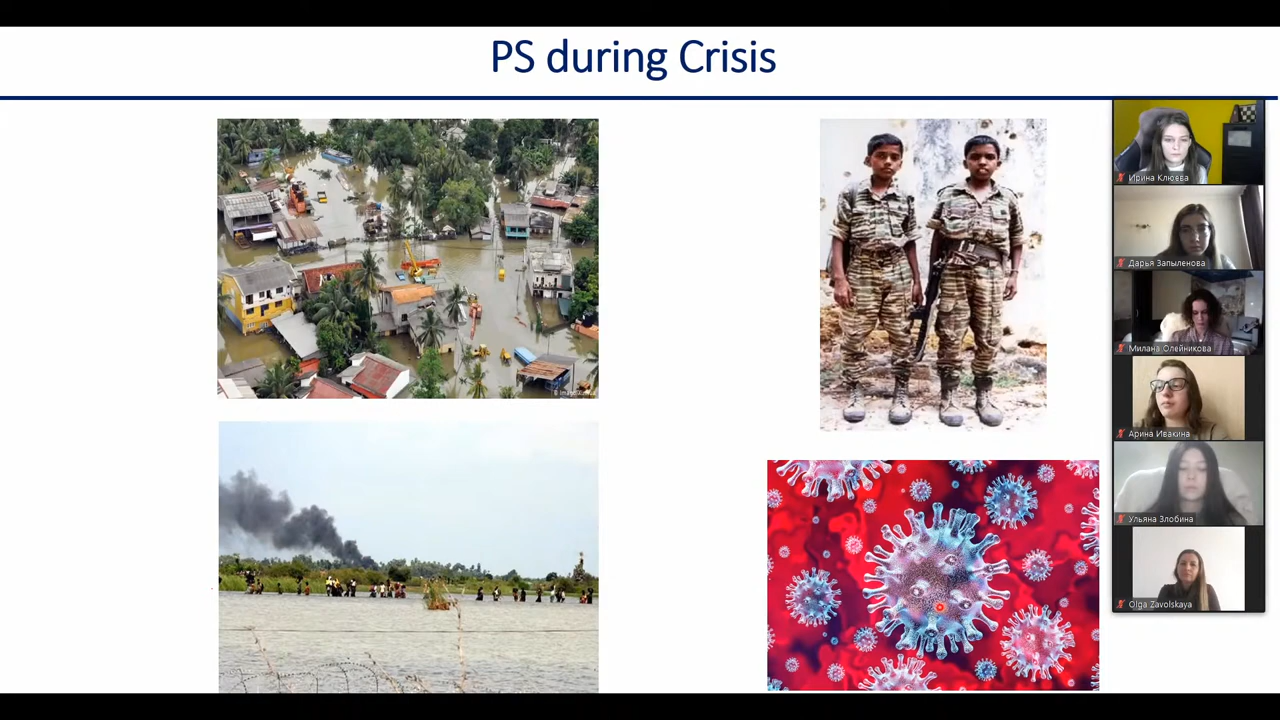 PS during Crisis
Ирина Клюева
Дарья Запыленова
Милана Олейникова
Арина Ивакина
Ульяна Злобина
Olga Zavolskaya